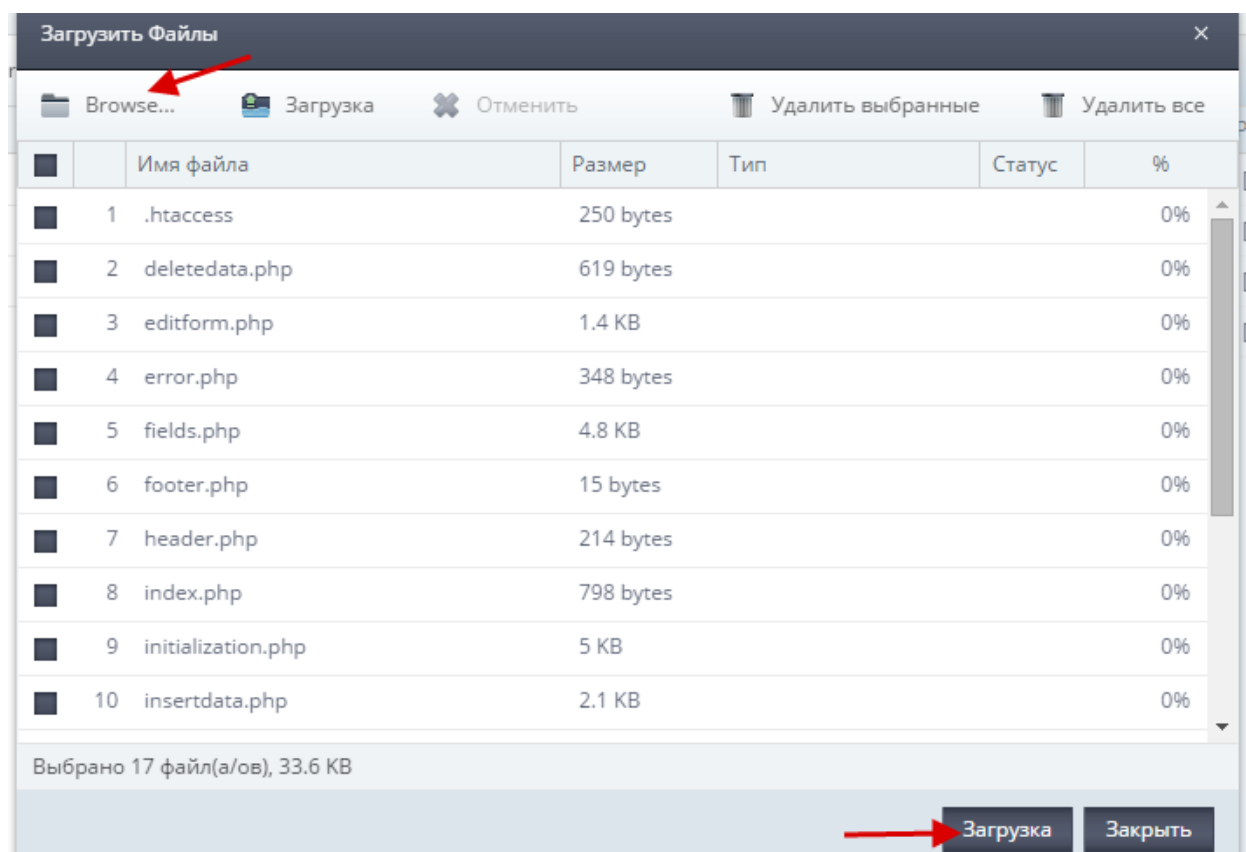 Загрузить Файлы ×
Browse... Загрузка Отменить Удалить выбранные Удалить все
Имя файла Размер Тип Статус %
1 .htaccess 250 bytes 0%
2 deletedata.php 619 bytes 0%
3 editform.php 1.4 KB 0%
4 error.php 348 bytes 0%
5 fields.php 4.8 KB 0%
6 footer.php 15 bytes 0%
7 header.php 214 bytes 0%
8 index.php 798 bytes 0%
9 initialization.php 5 KB 0%
10 insertdata.php 2.1 KB 0%
Выбрано 17 файл(а/ов), 33.6 KB
Загрузка Закрыть